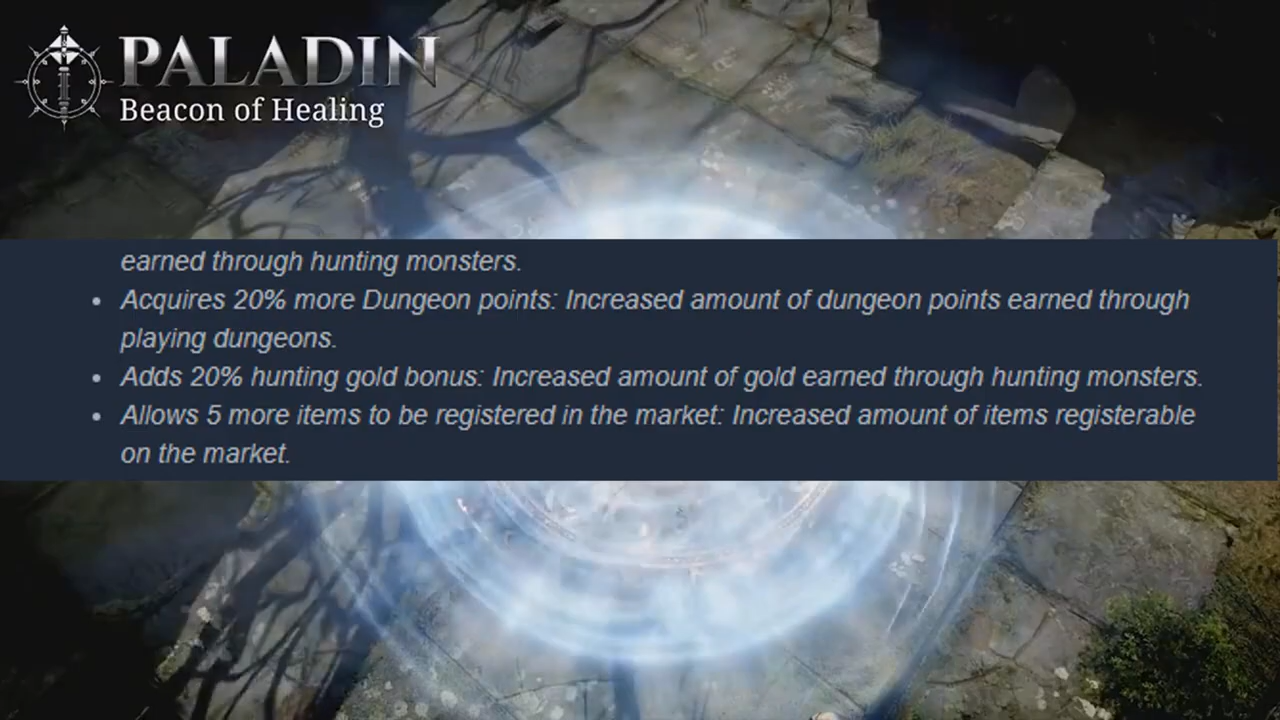 PALADIN
Beacon of Healing
earned through hunting monsters.
• Acquires 20% more Dungeon points: Increased amount of dungeon points earned through
playing dungeons.
• Adds 20% hunting gold bonus: Increased amount of gold earned through hunting monsters.
• Allows 5 more items to be registered in the market: Increased amount of items registerable
on the market.